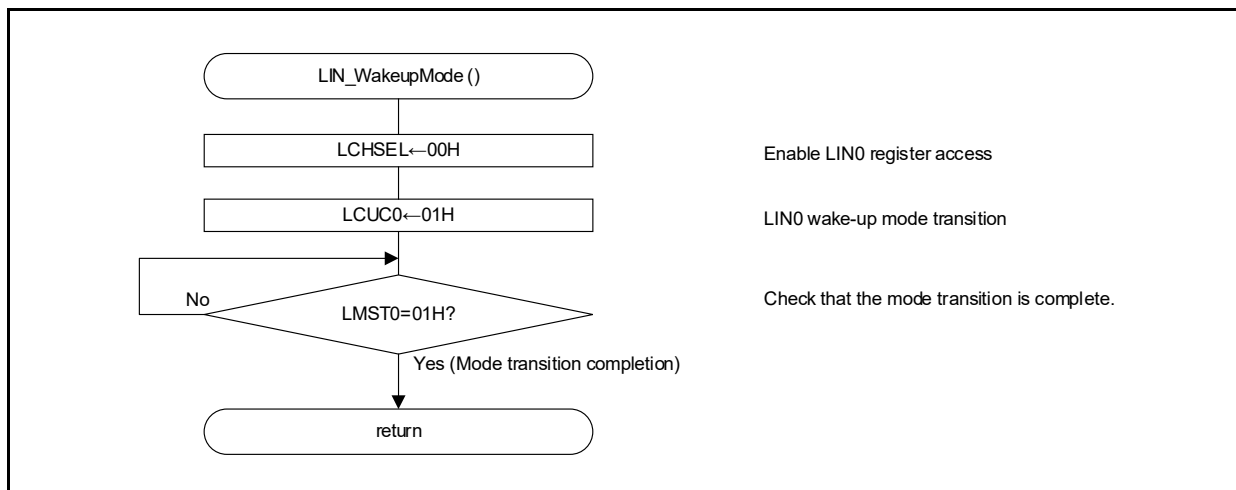 LIN_WakeupMode ()
LCHSEL←00H
Enable LIN0 register access
LCUC0←01H
LIN0 wake-up mode transition
No
LMST0=01H?
Check that the mode transition is complete.
Yes (Mode transition completion)
return